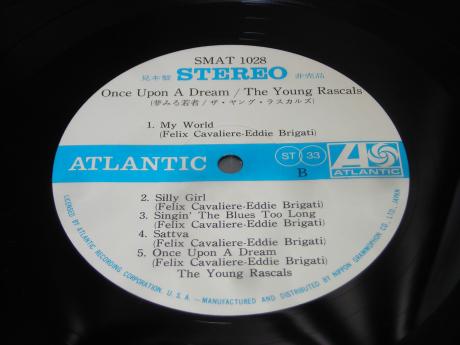 SMAT 1028
見本盤 STEREO 非売品
Once Upon A Dream / The Young Rascals
(夢みる若者/ザ・ヤング・ラスカルズ)
1. My World
(Felix Cavaliere-Eddie Brigati)
ATLANTIC
ST 33
B
ATLANTIC
2. Silly Girl
(Felix Cavaliere-Eddie Brigati)
3. Singin' The Blues Too Long
(Felix Cavaliere-Eddie Brigati)
4. Sattva
(Felix Cavaliere-Eddie Brigati)
5. Once Upon A Dream
(Felix Cavaliere-Eddie Brigati)
The Young Rascals
LICENSED BY ATLANTIC RECORDING CORPORATION. U.S.A. —MANUFACTURED AND DISTRIBUTED BY NIPPON GRAMMOPHON CO. LTD., JAPAN